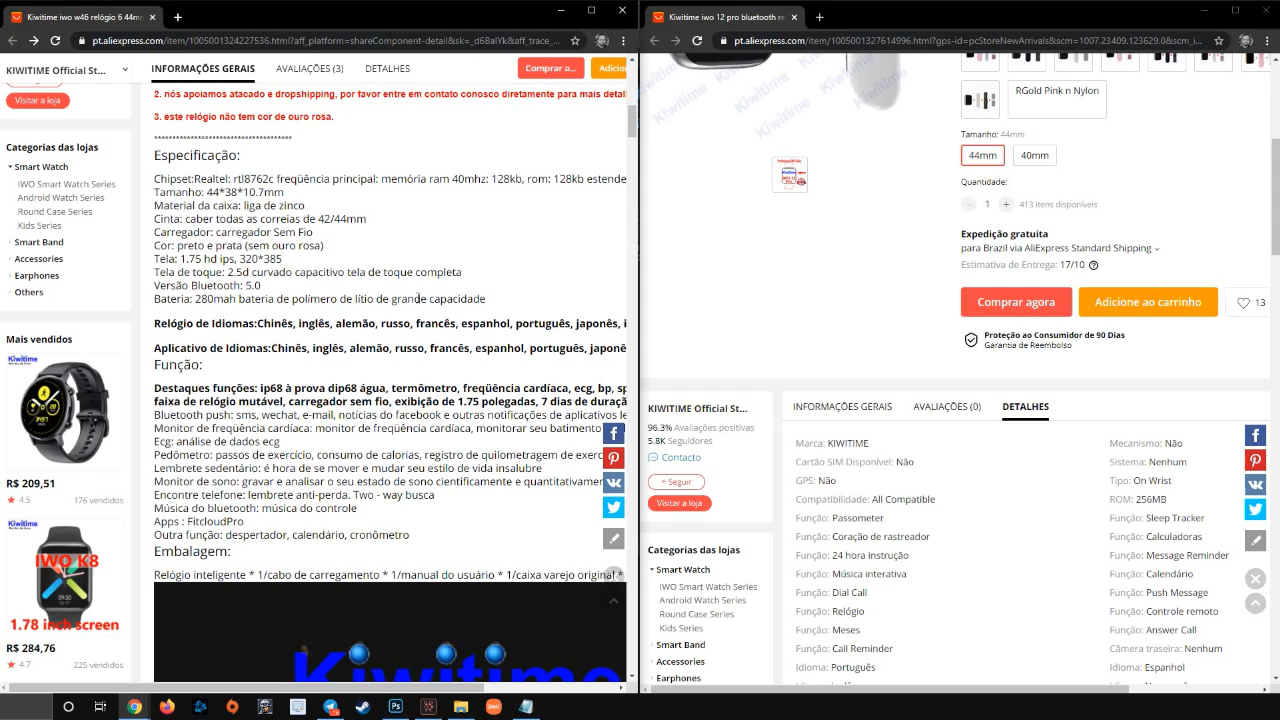 Kiwitime iwo w46 relógio 6 44m
pt.aliexpress.com/item/1005001324227536.html?aff_platform=shareComponent-detail&sk=_d6BalYk&aff_trace_
KIWITIME Official St...
INFORMAÇÕES GERAIS
AVALIAÇÕES (3)
DETALHES
Comprar a...
Adicione
Visitar a loja
2. nós apoiamos atacado e dropshipping, por favor entre em contato conosco diretamente para mais detal
3. este relógio não tem cor de ouro rosa.
************************************
Categorias das lojas
Smart Watch
IWO Smart Watch Series
Android Watch Series
Round Case Series
Kids Series
Smart Band
Accessories
Earphones
Others
Mais vendidos
Kiwitime
R$ 209,51
4.5
176 vendidos
Kiwitime
IWO K8
1.78 inch screen
R$ 284,76
4.7
225 vendidos
Especificação:
Chipset:Realtel: rtl8762c freqüência principal: memória ram 40mhz: 128kb, rom: 128kb estende
Tamanho: 44*38*10.7mm
Material da caixa: liga de zinco
Cinta: caber todas as correias de 42/44mm
Carregador: carregador Sem Fio
Cor: preto e prata (sem ouro rosa)
Tela: 1.75 hd ips, 320*385
Tela de toque: 2.5d curvado capacitivo tela de toque completa
Versão Bluetooth: 5.0
Bateria: 280mah bateria de polímero de lítio de grande capacidade
Relógio de Idiomas:Chinês, inglês, alemão, russo, francês, espanhol, português, japonês, i
Aplicativo de Idiomas:Chinês, inglês, alemão, russo, francês, espanhol, português, japonê
Função:
Destaques funções: ip68 à prova dip68 água, termômetro, freqüência cardíaca, ecg, bp, sp
faixa de relógio mutável, carregador sem fio, exibição de 1.75 polegadas, 7 dias de duraçã
Bluetooth push: sms, wechat, e-mail, notícias do facebook e outras notificações de aplicativos le
Monitor de freqüência cardíaca: monitor de freqüência cardíaca, monitorar seu batimento
Ecg: análise de dados ecg
Pedômetro: passos de exercício, consumo de calorias, registro de quilometragem de exerc
Lembrete sedentário: é hora de se mover e mudar seu estilo de vida insalubre
Monitor de sono: gravar e analisar o seu estado de sono cientificamente e quantitativamen
Encontre telefone: lembrete anti-perda. Two - way busca
Música do bluetooth: música do controle
Apps : FitcloudPro
Outra função: despertador, calendário, cronômetro
Embalagem:
Relógio inteligente * 1/cabo de carregamento * 1/manual do usuário * 1/caixa varejo original *
Kiwitime
Kiwitime iwo 12 pro bluetooth re
pt.aliexpress.com/item/1005001327614996.html?gps-id=pcStoreNewArrivals&scm=1007.23409.123629.0&scm_i
Kiwitime
Kiwitime
Kiwitime
RGold Pink n Nylon
Tamanho: 44mm
44mm
40mm
Quantidade:
1
413 itens disponíveis
Expedição gratuita
para Brazil via AliExpress Standard Shipping
Estimativa de Entrega: 17/10
Comprar agora
Adicione ao carrinho
13
Proteção ao Consumidor de 90 Dias
Garantia de Reembolso
KIWITIME Official St...
96.3% Avaliações positivas
5.8K Seguidores
Contacto
+ Seguir
Visitar a loja
Categorias das lojas
Smart Watch
IWO Smart Watch Series
Android Watch Series
Round Case Series
Kids Series
Smart Band
Accessories
Earphones
INFORMAÇÕES GERAIS
AVALIAÇÕES (0)
DETALHES
Marca: KIWITIME
Mecanismo: Não
Cartão SIM Disponível: Não
Sistema: Nenhum
GPS: Não
Tipo: On Wrist
Compatibilidade: All Compatible
ROM: 256MB
Função: Passometer
Função: Sleep Tracker
Função: Coração de rastreador
Função: Calculadoras
Função: 24 hora instrução
Função: Message Reminder
Função: Música interativa
Função: Calendário
Função: Dial Call
Função: Push Message
Função: Relógio
Função: Controle remoto
Função: Meses
Função: Answer Call
Função: Call Reminder
Câmera traseira: Nenhum
Idioma: Português
Idioma: Espanhol